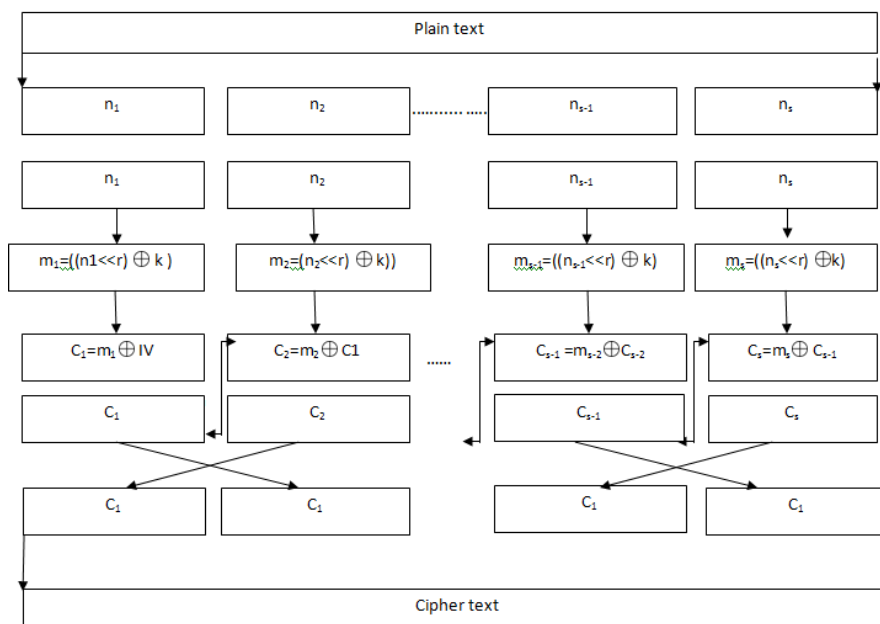 Plain text
n₁ n₂ ............... nₛ₋₁ nₛ
n₁ n₂ nₛ₋₁ nₛ
m₁=((n1<<r) ⊕ k ) m₂=(n₂<<r) ⊕ k)) mₛ₋₁=((nₛ₋₁<<r) ⊕ k) mₛ=((nₛ<<r) ⊕k)
C₁=m₁ ⊕ IV C₂=m₂ ⊕ C1 ...... Cₛ₋₁ =mₛ₋₂⊕Cₛ₋₂ Cₛ=mₛ ⊕ Cₛ₋₁
C₁ C₂ Cₛ₋₁ Cₛ
C₁ C₁ C₁ C₁
Cipher text